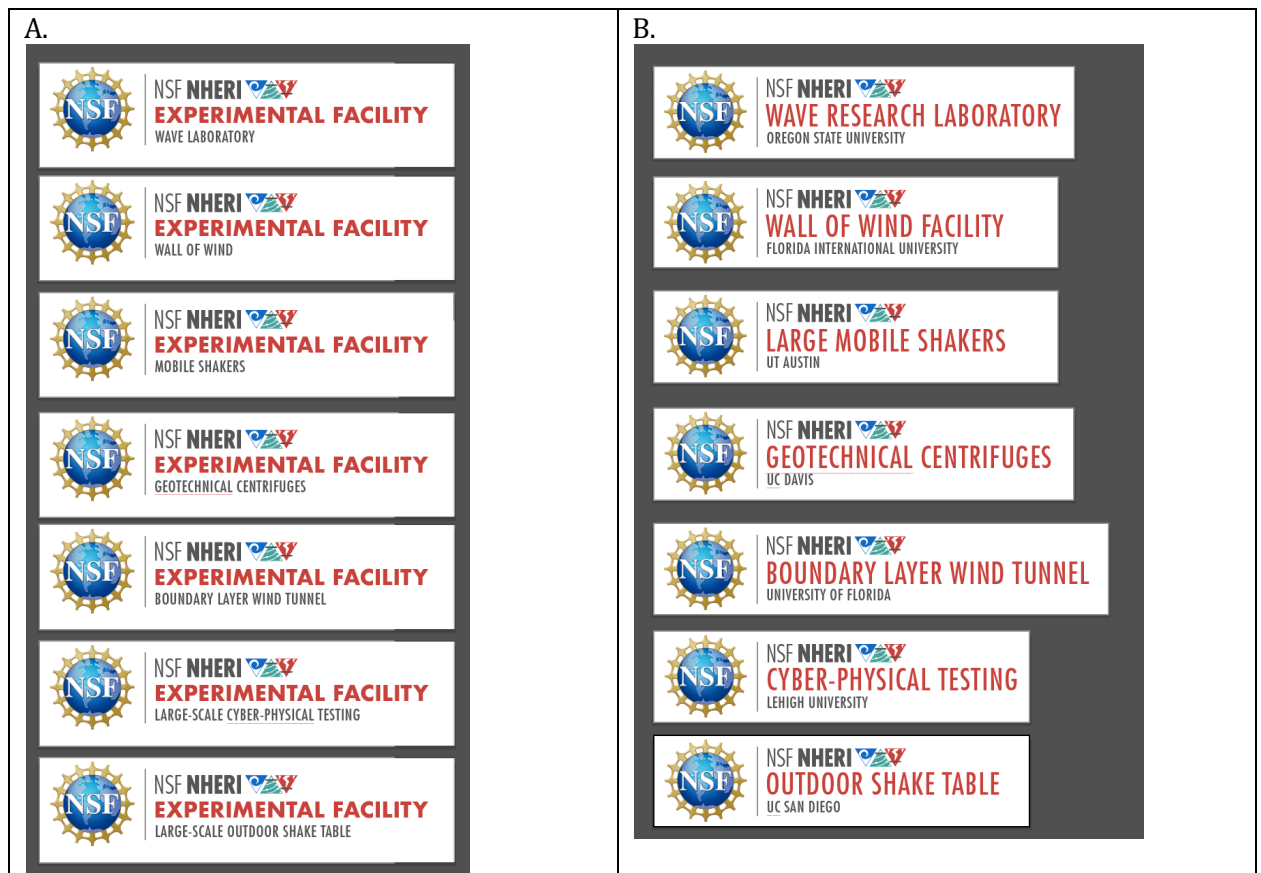 A.
NSF
NSF NHERI
EXPERIMENTAL FACILITY
WAVE LABORATORY
NSF
NSF NHERI
EXPERIMENTAL FACILITY
WALL OF WIND
NSF
NSF NHERI
EXPERIMENTAL FACILITY
MOBILE SHAKERS
NSF
NSF NHERI
EXPERIMENTAL FACILITY
GEOTECHNICAL CENTRIFUGES
NSF
NSF NHERI
EXPERIMENTAL FACILITY
BOUNDARY LAYER WIND TUNNEL
NSF
NSF NHERI
EXPERIMENTAL FACILITY
LARGE-SCALE CYBER-PHYSICAL TESTING
NSF
NSF NHERI
EXPERIMENTAL FACILITY
LARGE-SCALE OUTDOOR SHAKE TABLE
B.
NSF
NSF NHERI
WAVE RESEARCH LABORATORY
OREGON STATE UNIVERSITY
NSF
NSF NHERI
WALL OF WIND FACILITY
FLORIDA INTERNATIONAL UNIVERSITY
NSF
NSF NHERI
LARGE MOBILE SHAKERS
UT AUSTIN
NSF
NSF NHERI
GEOTECHNICAL CENTRIFUGES
UC DAVIS
NSF
NSF NHERI
BOUNDARY LAYER WIND TUNNEL
UNIVERSITY OF FLORIDA
NSF
NSF NHERI
CYBER-PHYSICAL TESTING
LEHIGH UNIVERSITY
NSF
NSF NHERI
OUTDOOR SHAKE TABLE
UC SAN DIEGO